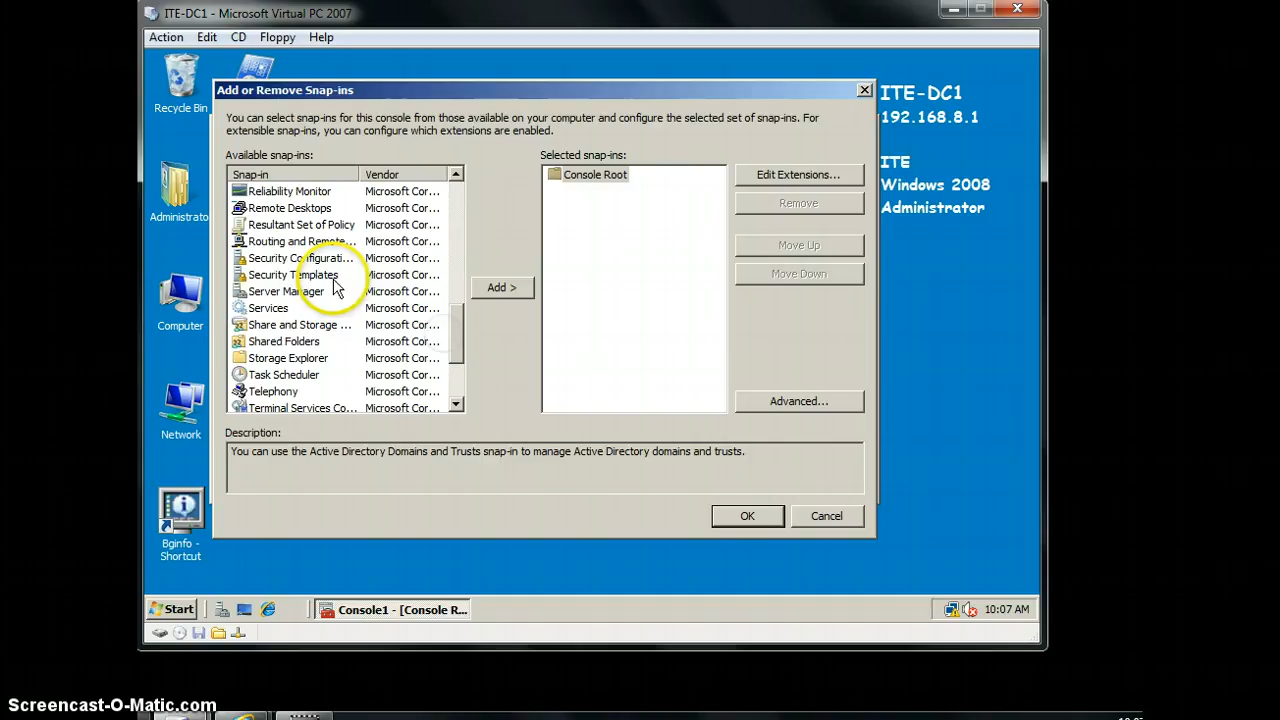 ITE-DC1 - Microsoft Virtual PC 2007
Action Edit CD Floppy Help
Recycle Bin
Administrato
Computer
Network
Bginfo -
Shortcut
Add or Remove Snap-ins
You can select snap-ins for this console from those available on your computer and configure the selected set of snap-ins. For
extensible snap-ins, you can configure which extensions are enabled.
Available snap-ins:
Snap-in Vendor
Reliability Monitor Microsoft Cor...
Remote Desktops Microsoft Cor...
Resultant Set of Policy Microsoft Cor...
Routing and Remote... Microsoft Cor...
Security Configurati... Microsoft Cor...
Security Templates Microsoft Cor...
Server Manager Microsoft Cor...
Services Microsoft Cor...
Share and Storage ... Microsoft Cor...
Shared Folders Microsoft Cor...
Storage Explorer Microsoft Cor...
Task Scheduler Microsoft Cor...
Telephony Microsoft Cor...
Terminal Services Co... Microsoft Cor...
Add >
Selected snap-ins:
Console Root
Edit Extensions...
Remove
Move Up
Move Down
Advanced...
Description:
You can use the Active Directory Domains and Trusts snap-in to manage Active Directory domains and trusts.
OK Cancel
ITE-DC1
192.168.8.1
ITE
Windows 2008
Administrator
Start Console1 - [Console R... 10:07 AM
Screencast-O-Matic.com